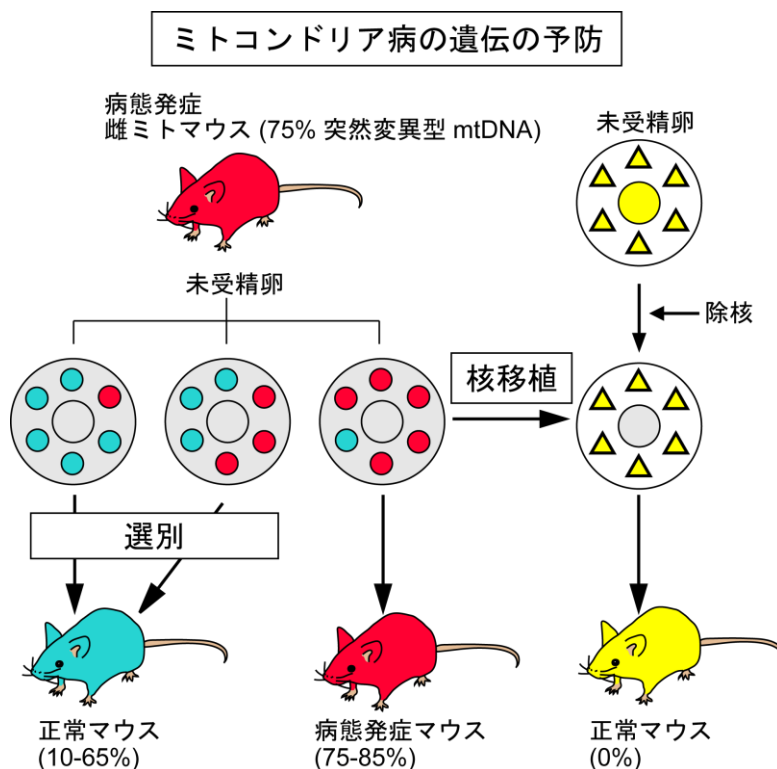 ミトコンドリア病の遺伝の予防
病態発症
雌ミトマウス (75% 突然変異型 mtDNA)
未受精卵
未受精卵
除核
核移植
選別
正常マウス
(10-65%)
病態発症マウス
(75-85%)
正常マウス
(0%)